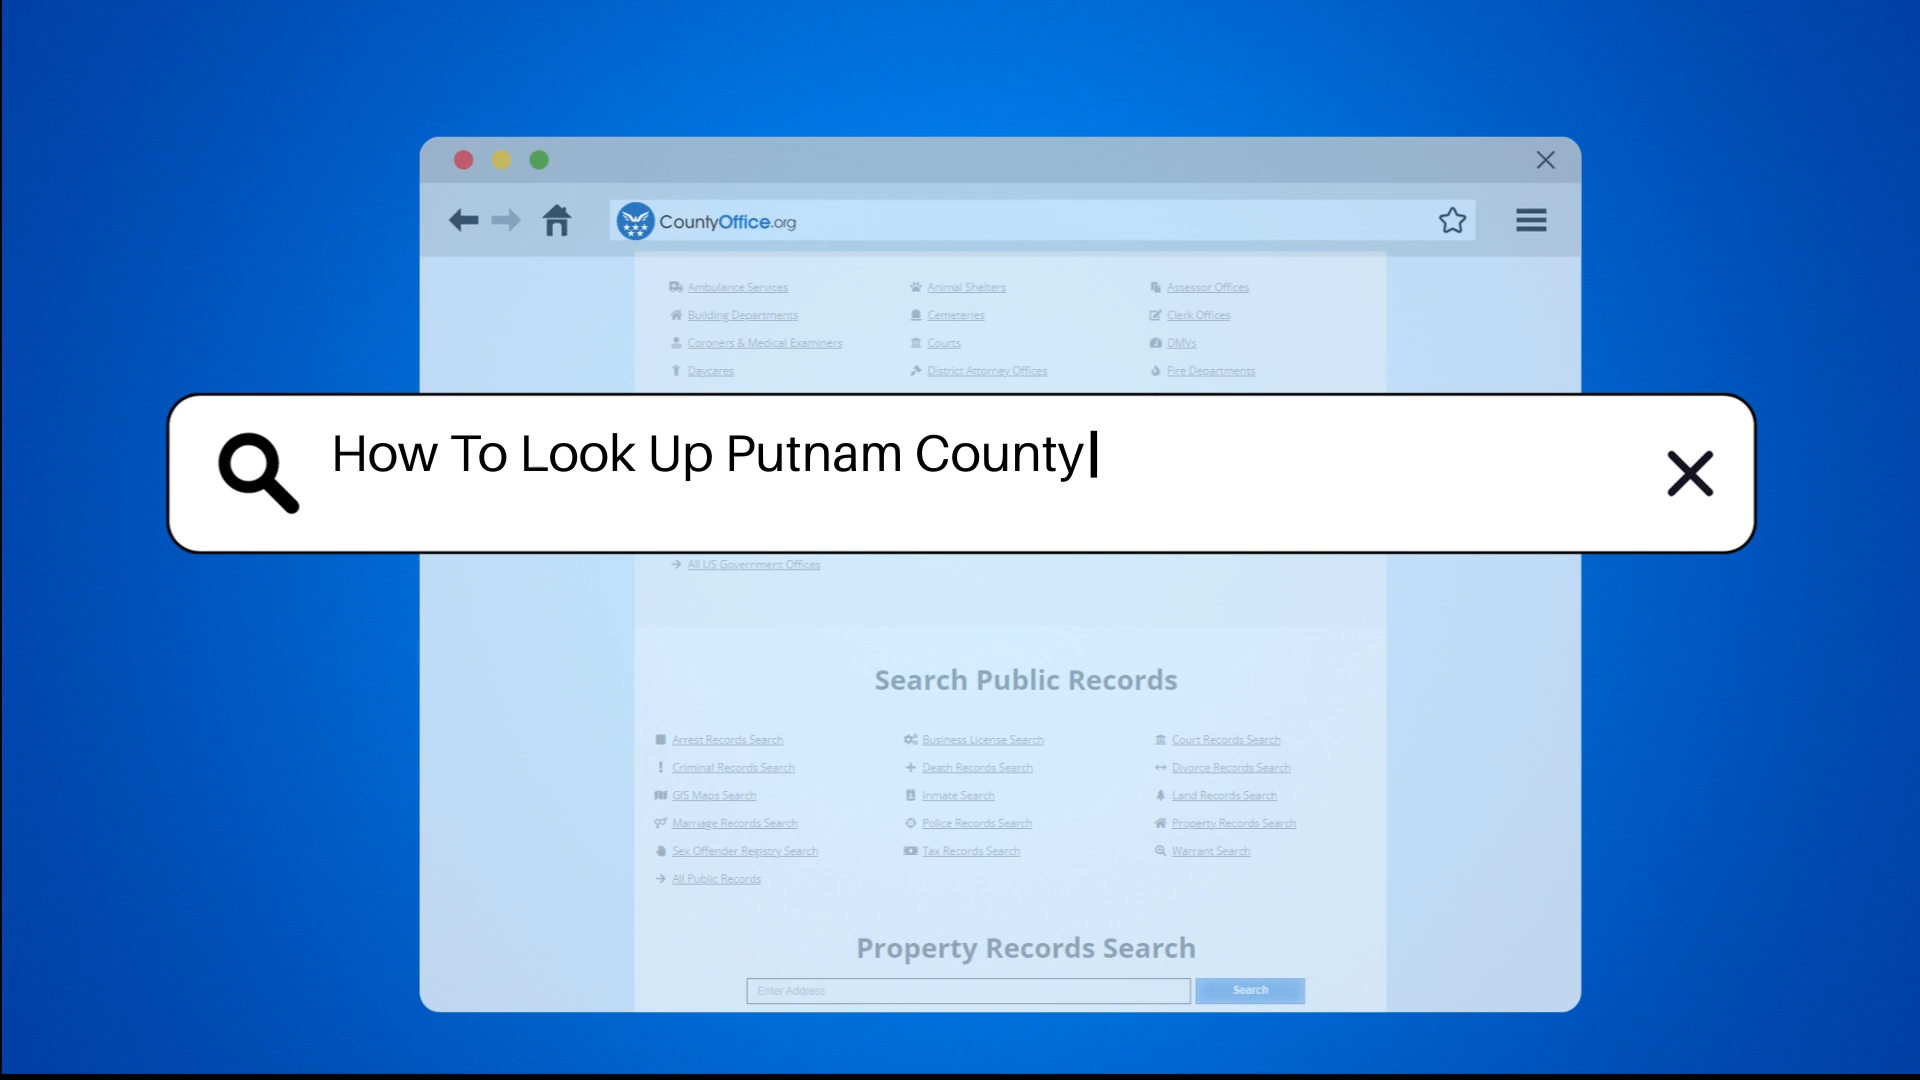 CountyOffice.org
Ambulance Services Animal Shelters Assessor Offices
Building Departments Cemeteries Clerk Offices
Coroners & Medical Examiners Courts DMVs
Daycares District Attorney Offices Fire Departments
How To Look Up Putnam County
All US Government Offices
Search Public Records
Arrest Records Search Business License Search Court Records Search
Criminal Records Search Death Records Search Divorce Records Search
GIS Maps Search Inmate Search Land Records Search
Marriage Records Search Police Records Search Property Records Search
Sex Offender Registry Search Tax Records Search Warrant Search
All Public Records
Property Records Search
Enter Address Search